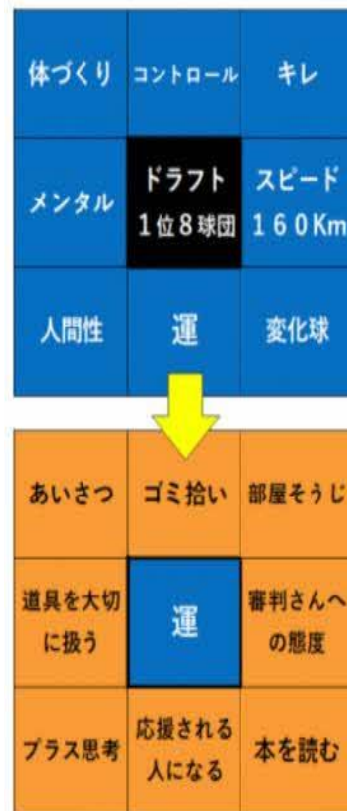 体づくり
コントロール
キレ
メンタル
ドラフト
1位8球団
スピード
160Km
人間性
運
変化球
あいさつ
ゴミ拾い
部屋そうじ
道具を大切
に扱う
運
審判さんへ
の態度
プラス思考
応援される
人になる
本を読む